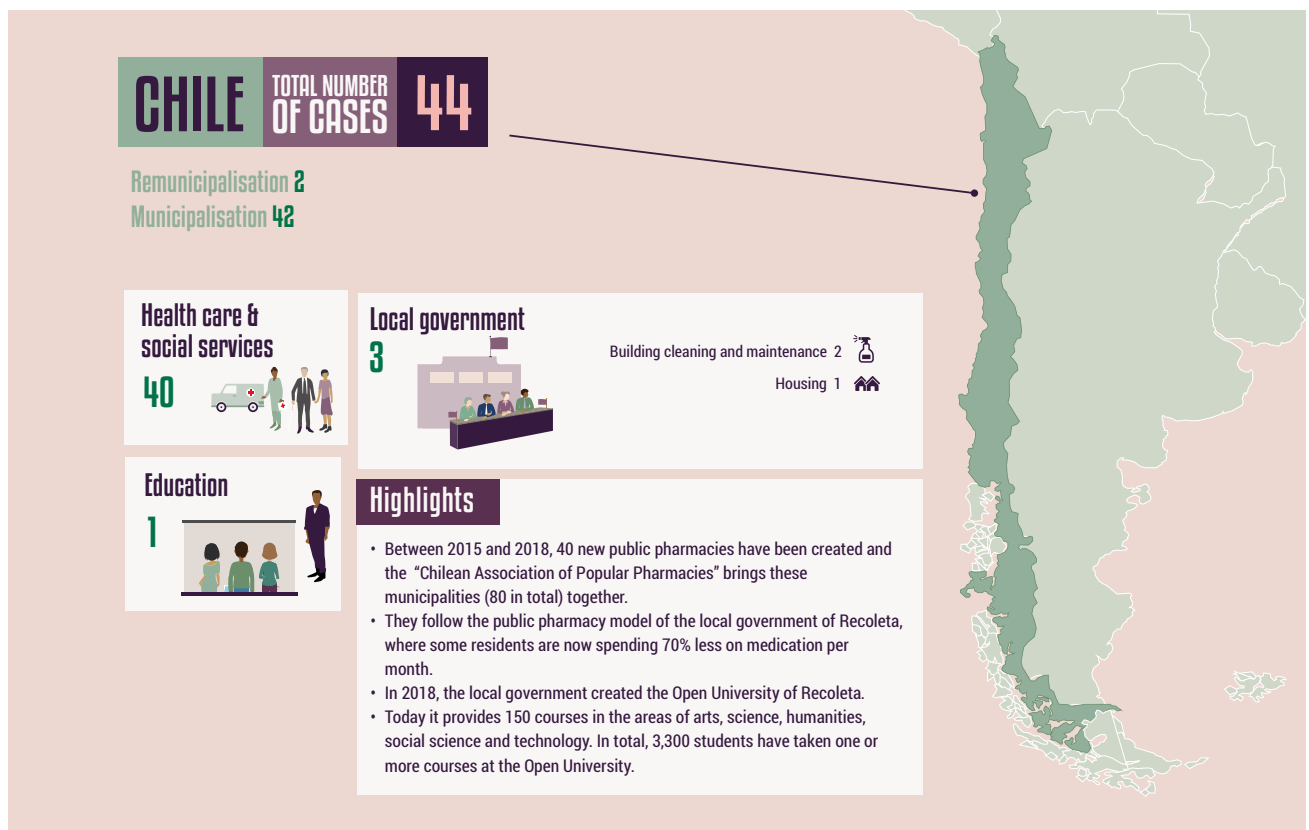 CHILE
TOTAL NUMBER
OF CASES
44
Remunicipalisation 2
Municipalisation 42
Health care &
social services
40
Local government
3
Building cleaning and maintenance 2
Housing 1
Education
1
Highlights
• Between 2015 and 2018, 40 new public pharmacies have been created and
the “Chilean Association of Popular Pharmacies” brings these
municipalities (80 in total) together.
• They follow the public pharmacy model of the local government of Recoleta,
where some residents are now spending 70% less on medication per
month.
• In 2018, the local government created the Open University of Recoleta.
• Today it provides 150 courses in the areas of arts, science, humanities,
social science and technology. In total, 3,300 students have taken one or
more courses at the Open University.